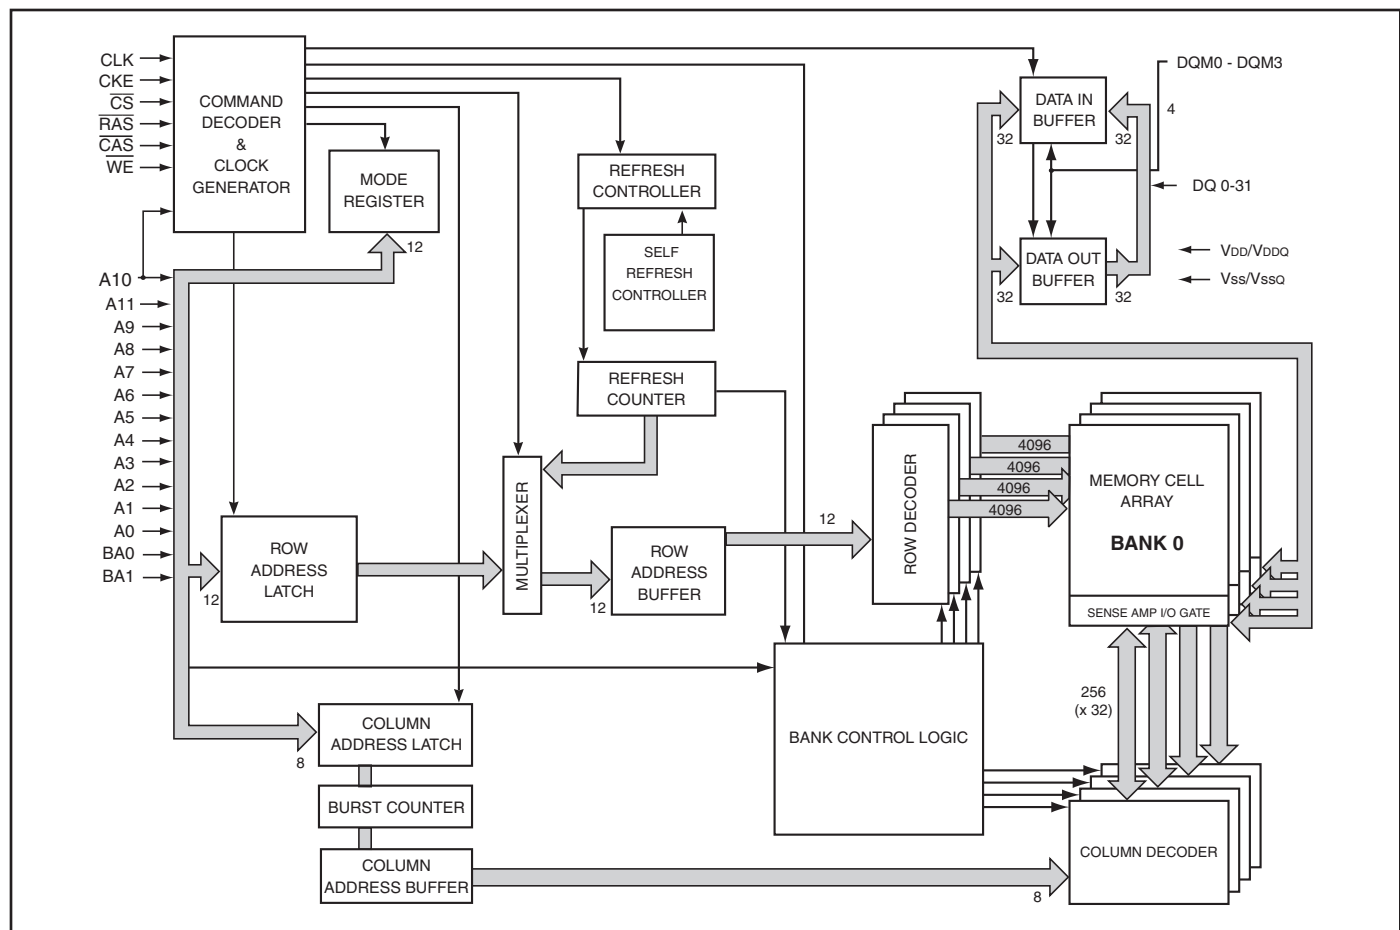 CLK
CKE
CS
RAS
CAS
WE
A10
A11
A9
A8
A7
A6
A5
A4
A3
A2
A1
A0
BA0
BA1
COMMAND
DECODER
&
CLOCK
GENERATOR
MODE
REGISTER
12
REFRESH
CONTROLLER
SELF
REFRESH
CONTROLLER
REFRESH
COUNTER
DATA IN
BUFFER
32
32
DQM0 - DQM3
4
DQ 0-31
DATA OUT
BUFFER
32
32
VDD/VDDQ
Vss/VssQ
MULTIPLEXER
ROW
ADDRESS
LATCH
12
ROW
ADDRESS
BUFFER
12
12
ROW DECODER
4096
4096
4096
4096
MEMORY CELL
ARRAY
BANK 0
SENSE AMP I/O GATE
256
(x 32)
BANK CONTROL LOGIC
COLUMN
ADDRESS LATCH
8
BURST COUNTER
COLUMN
ADDRESS BUFFER
8
COLUMN DECODER